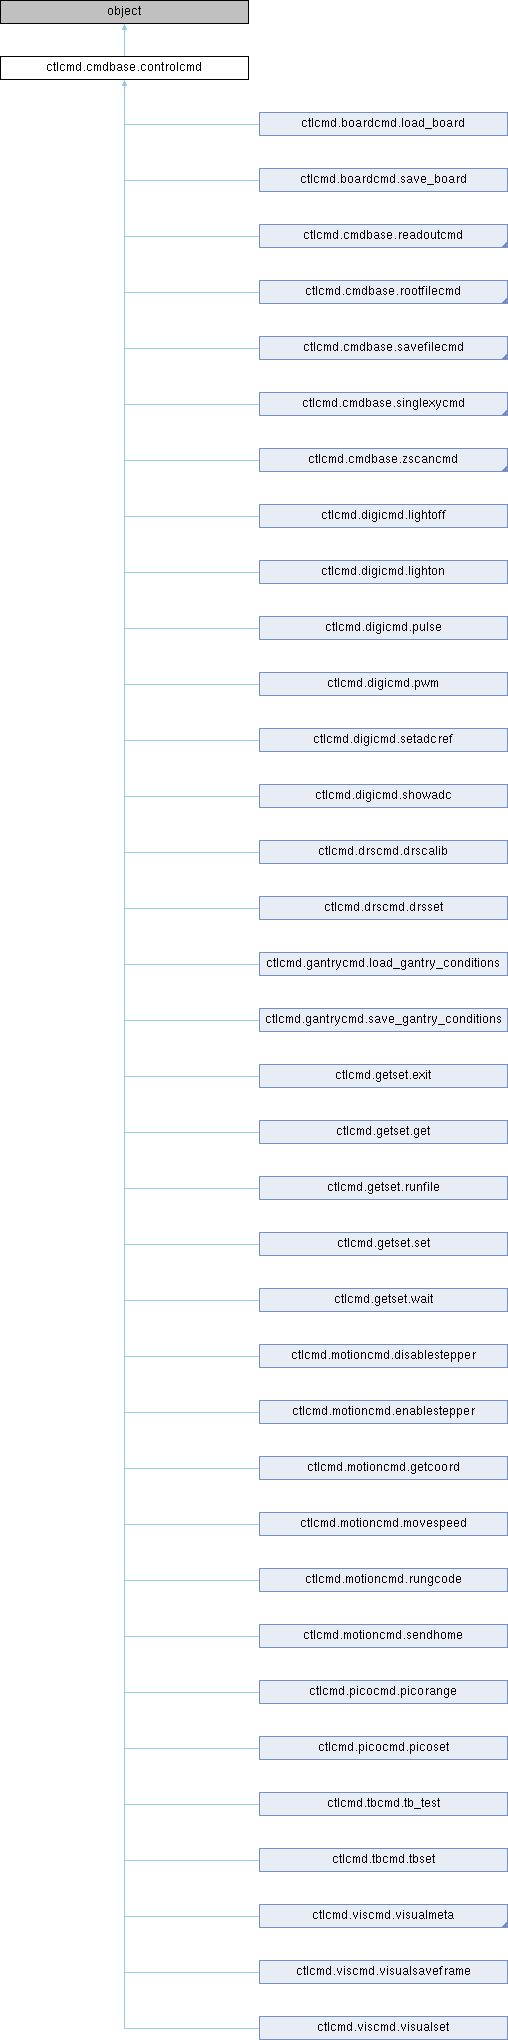 object
ctlcmd.cmdbase.controlcmd
ctlcmd.boardcmd.load_board
ctlcmd.boardcmd.save_board
ctlcmd.cmdbase.readoutcmd
ctlcmd.cmdbase.rootfilecmd
ctlcmd.cmdbase.savefilecmd
ctlcmd.cmdbase.singlexycmd
ctlcmd.cmdbase.zscancmd
ctlcmd.digicmd.lightoff
ctlcmd.digicmd.lighton
ctlcmd.digicmd.pulse
ctlcmd.digicmd.pwm
ctlcmd.digicmd.setadcref
ctlcmd.digicmd.showadc
ctlcmd.drscmd.drscalib
ctlcmd.drscmd.drsset
ctlcmd.gantrycmd.load_gantry_conditions
ctlcmd.gantrycmd.save_gantry_conditions
ctlcmd.getset.exit
ctlcmd.getset.get
ctlcmd.getset.runfile
ctlcmd.getset.set
ctlcmd.getset.wait
ctlcmd.motioncmd.disablestepper
ctlcmd.motioncmd.enablestepper
ctlcmd.motioncmd.getcoord
ctlcmd.motioncmd.movespeed
ctlcmd.motioncmd.rungcode
ctlcmd.motioncmd.sendhome
ctlcmd.picocmd.picorange
ctlcmd.picocmd.picoset
ctlcmd.tbcmd.tb_test
ctlcmd.tbcmd.tbset
ctlcmd.viscmd.visualmeta
ctlcmd.viscmd.visualsaveframe
ctlcmd.viscmd.visualset